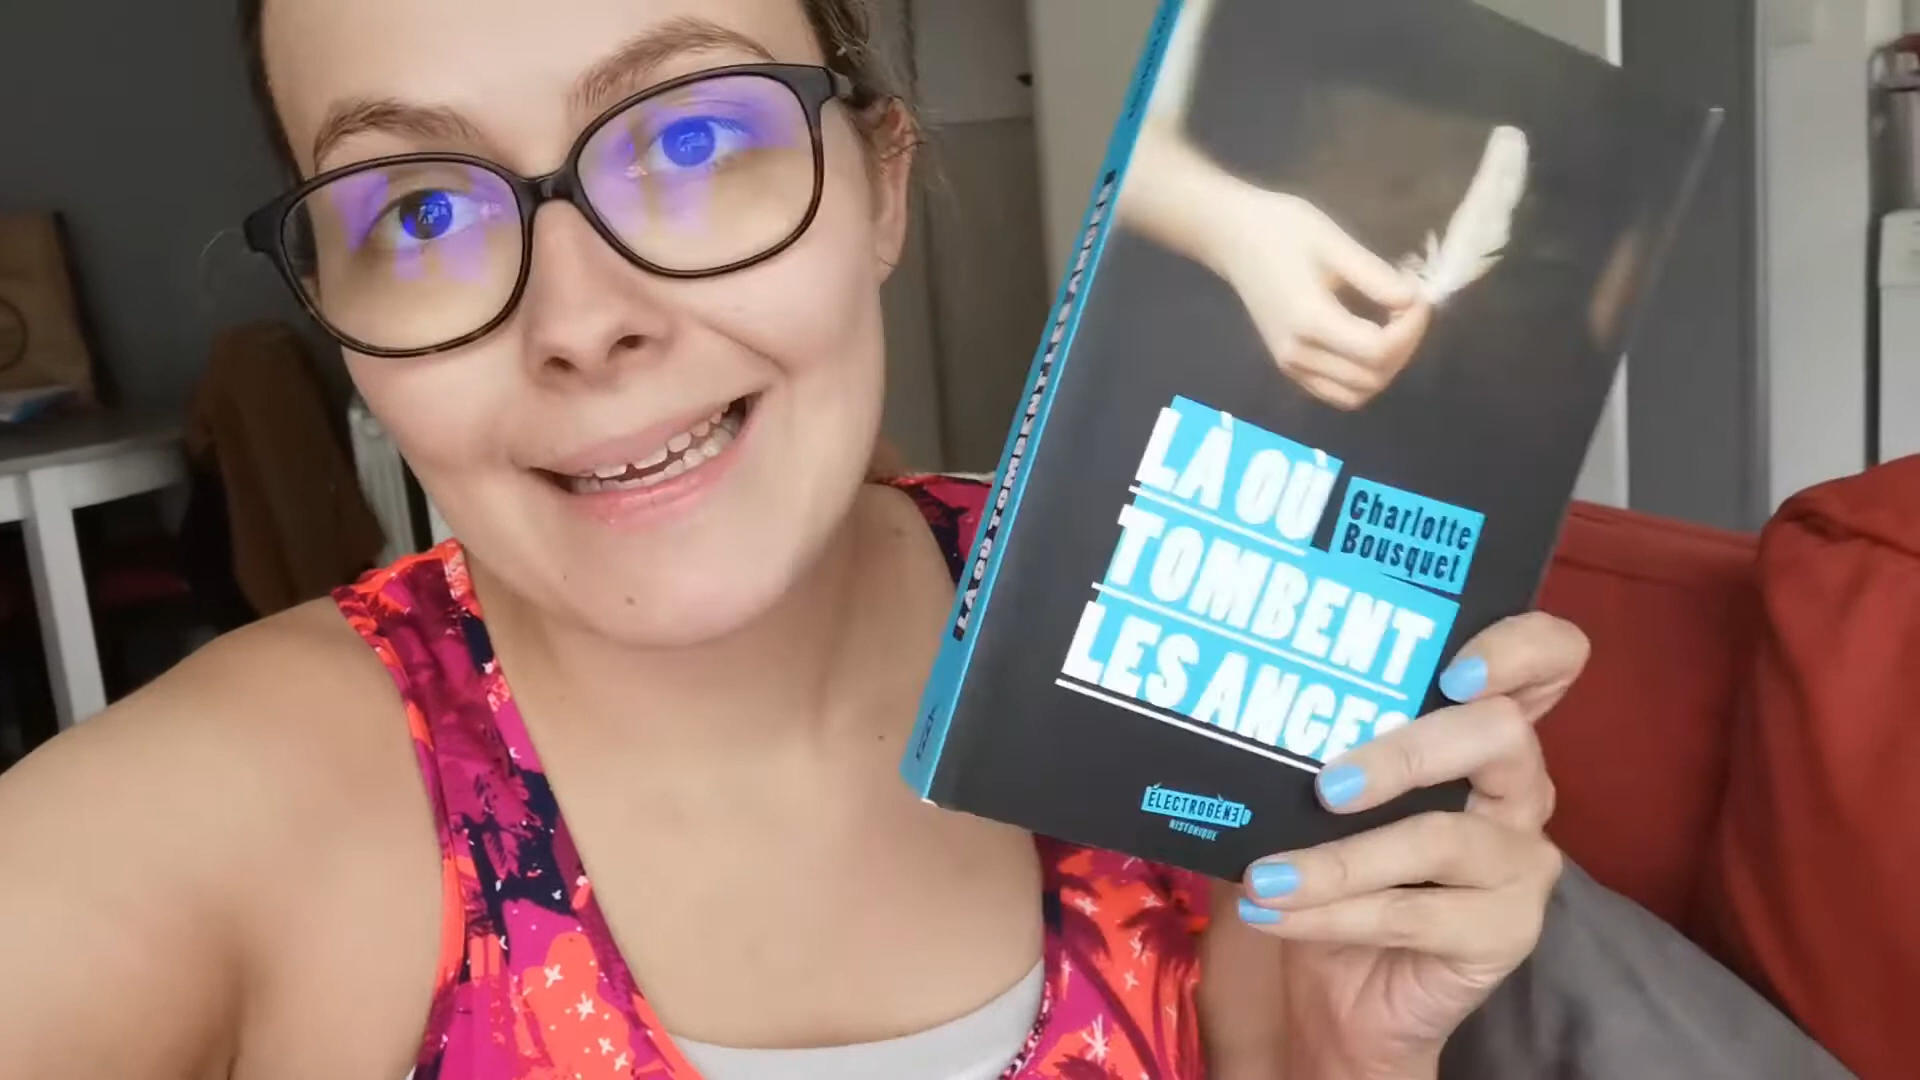 LÀ OÙ
Charlotte
Bousquet
TOMBENT
LES ANGES
ÉLECTROGÈNE
HISTORIQUE
LÀ OÙ TOMBENT LES ANGES